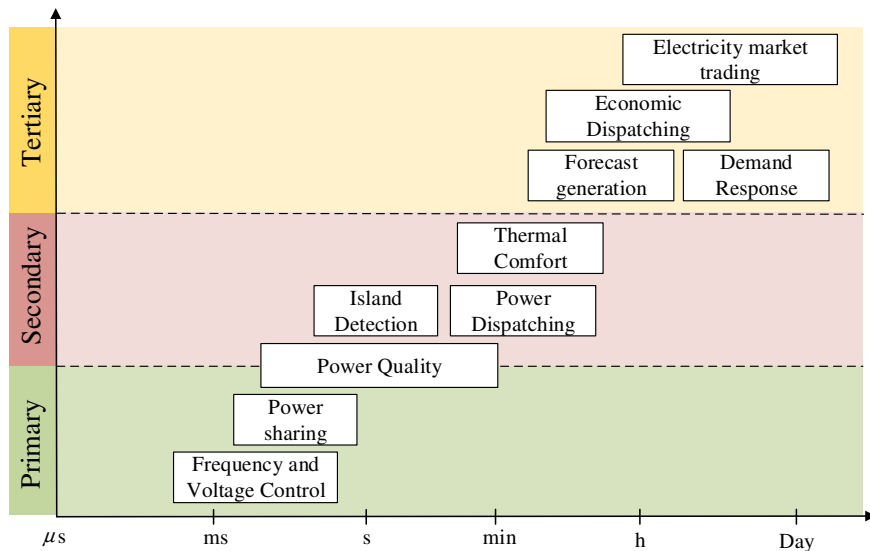 Tertiary
Electricity market
trading
Economic
Dispatching
Forecast
generation
Demand
Response
Secondary
Thermal
Comfort
Island
Detection
Power
Dispatching
Power Quality
Primary
Power
sharing
Frequency and
Voltage Control
μs
ms
s
min
h
Day